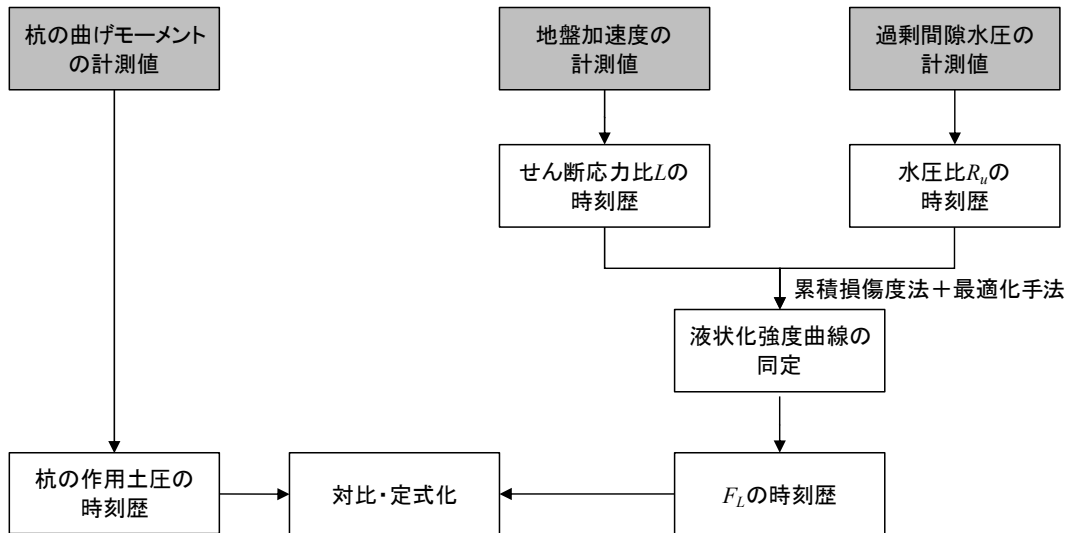 杭の曲げモーメント
の計測値
地盤加速度の
計測値
過剰間隙水圧の
計測値
せん断応力比Lの
時刻歴
水圧比Ruの
時刻歴
累積損傷度法＋最適化手法
液状化強度曲線の
同定
杭の作用土圧の
時刻歴
対比・定式化
FLの時刻歴